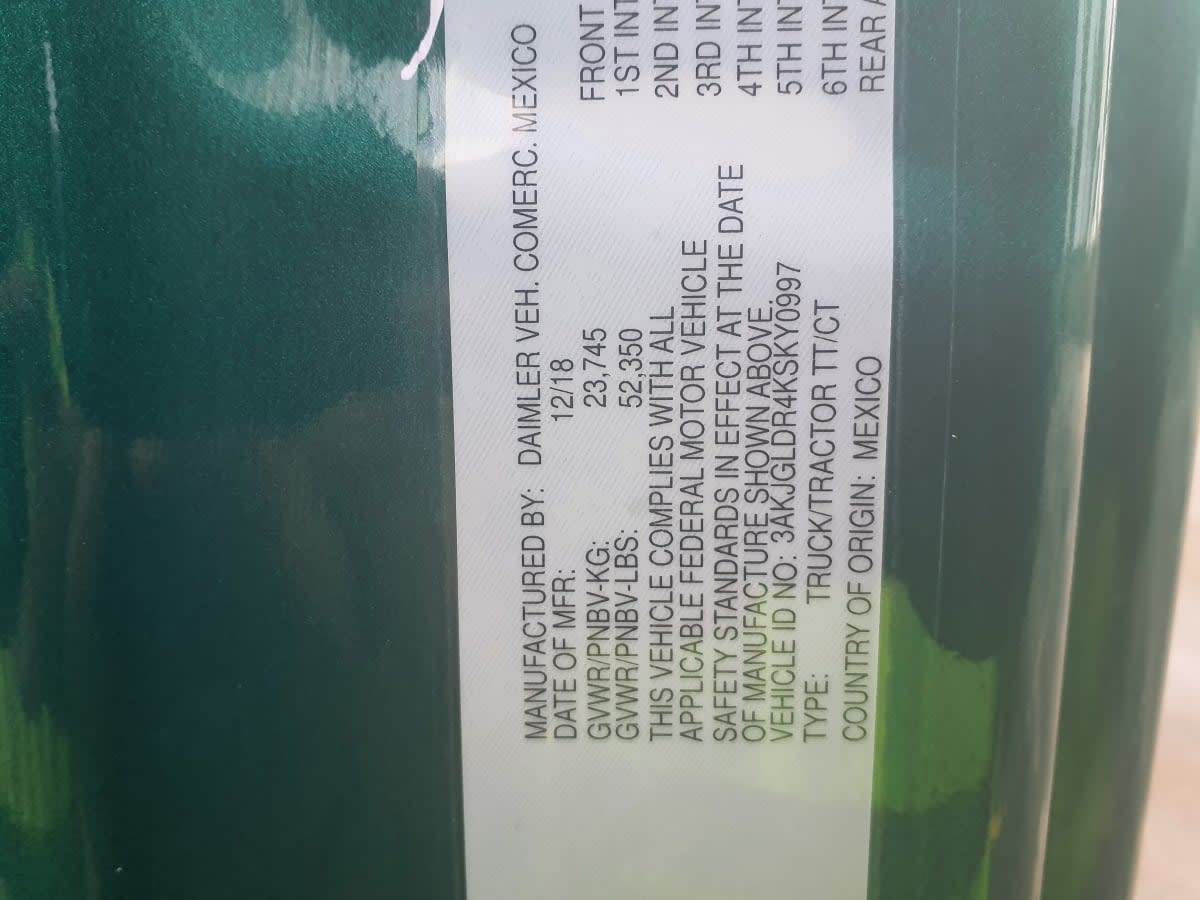 MANUFACTURED BY: DAIMLER VEH. COMERC. MEXICO
DATE OF MFR: 12/18
GVWR/PNBV-KG: 23,745
GVWR/PNBV-LBS: 52,350
THIS VEHICLE COMPLIES WITH ALL
APPLICABLE FEDERAL MOTOR VEHICLE
SAFETY STANDARDS IN EFFECT AT THE DATE
OF MANUFACTURE SHOWN ABOVE.
VEHICLE ID NO: 3AKJGLDR4KSKY0997
TYPE: TRUCK/TRACTOR TT/CT
COUNTRY OF ORIGIN: MEXICO
FRONT
1ST INT
2ND INT
3RD INT
4TH INT
5TH INT
6TH INT
REAR